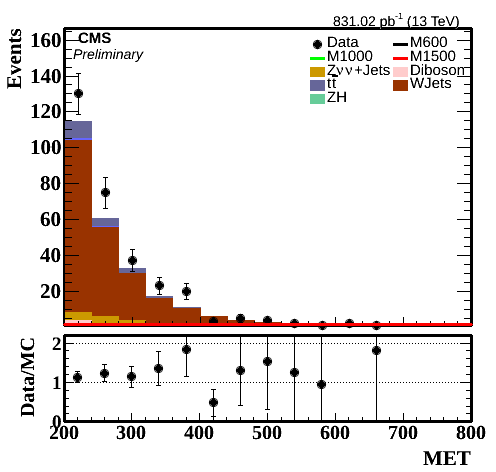 831.02 pb-1 (13 TeV)
CMS
Preliminary
Data
M600
M1000
M1500
Zνν+Jets
Diboson
tt
WJets
ZH
Events
160
140
120
100
80
60
40
20
Data/MC
2
1
0
200 300 400 500 600 700 800
MET